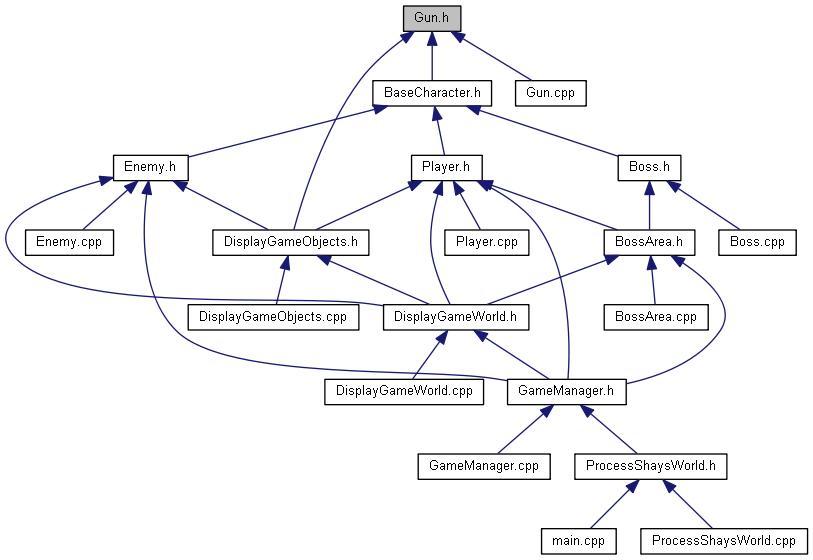 Gun.h
BaseCharacter.h
Gun.cpp
Enemy.h
Player.h
Boss.h
Enemy.cpp
DisplayGameObjects.h
Player.cpp
BossArea.h
Boss.cpp
DisplayGameObjects.cpp
DisplayGameWorld.h
BossArea.cpp
DisplayGameWorld.cpp
GameManager.h
GameManager.cpp
ProcessShaysWorld.h
main.cpp
ProcessShaysWorld.cpp